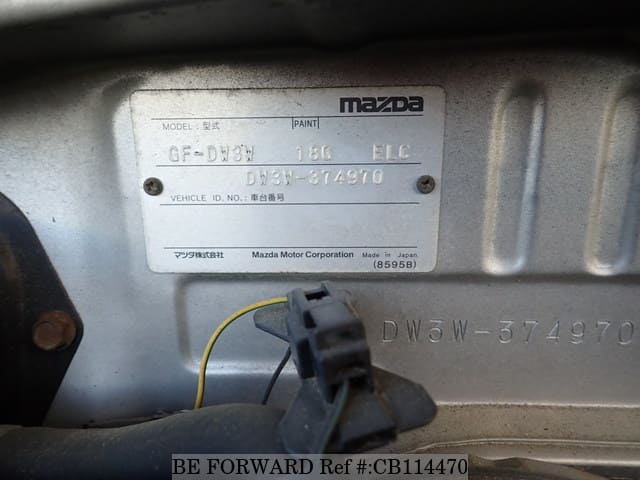 mazda
MODEL: 型式 PAINT
GF-DW3W 18G ELC
DW3W-374970
VEHICLE ID. NO.: 車台番号
マツダ株式会社 Mazda Motor Corporation Made in Japan
(8595B)
DW3W-374970
BE FORWARD Ref #:CB114470